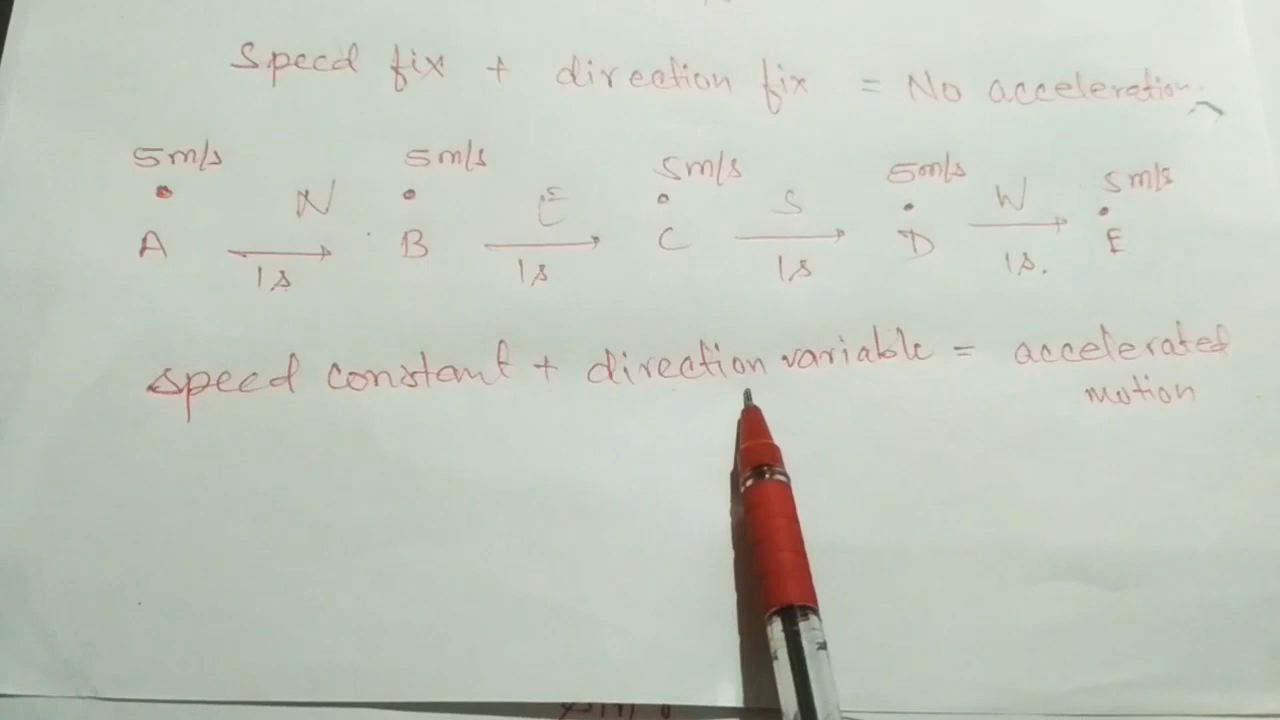 Speed fix + direction fix = No acceleration.
5m/s 5m/s 5m/s 5m/s 5m/s
N E S W
A B C D E
1s 1s 1s 1s.
speed constant + direction variable = accelerated
motion